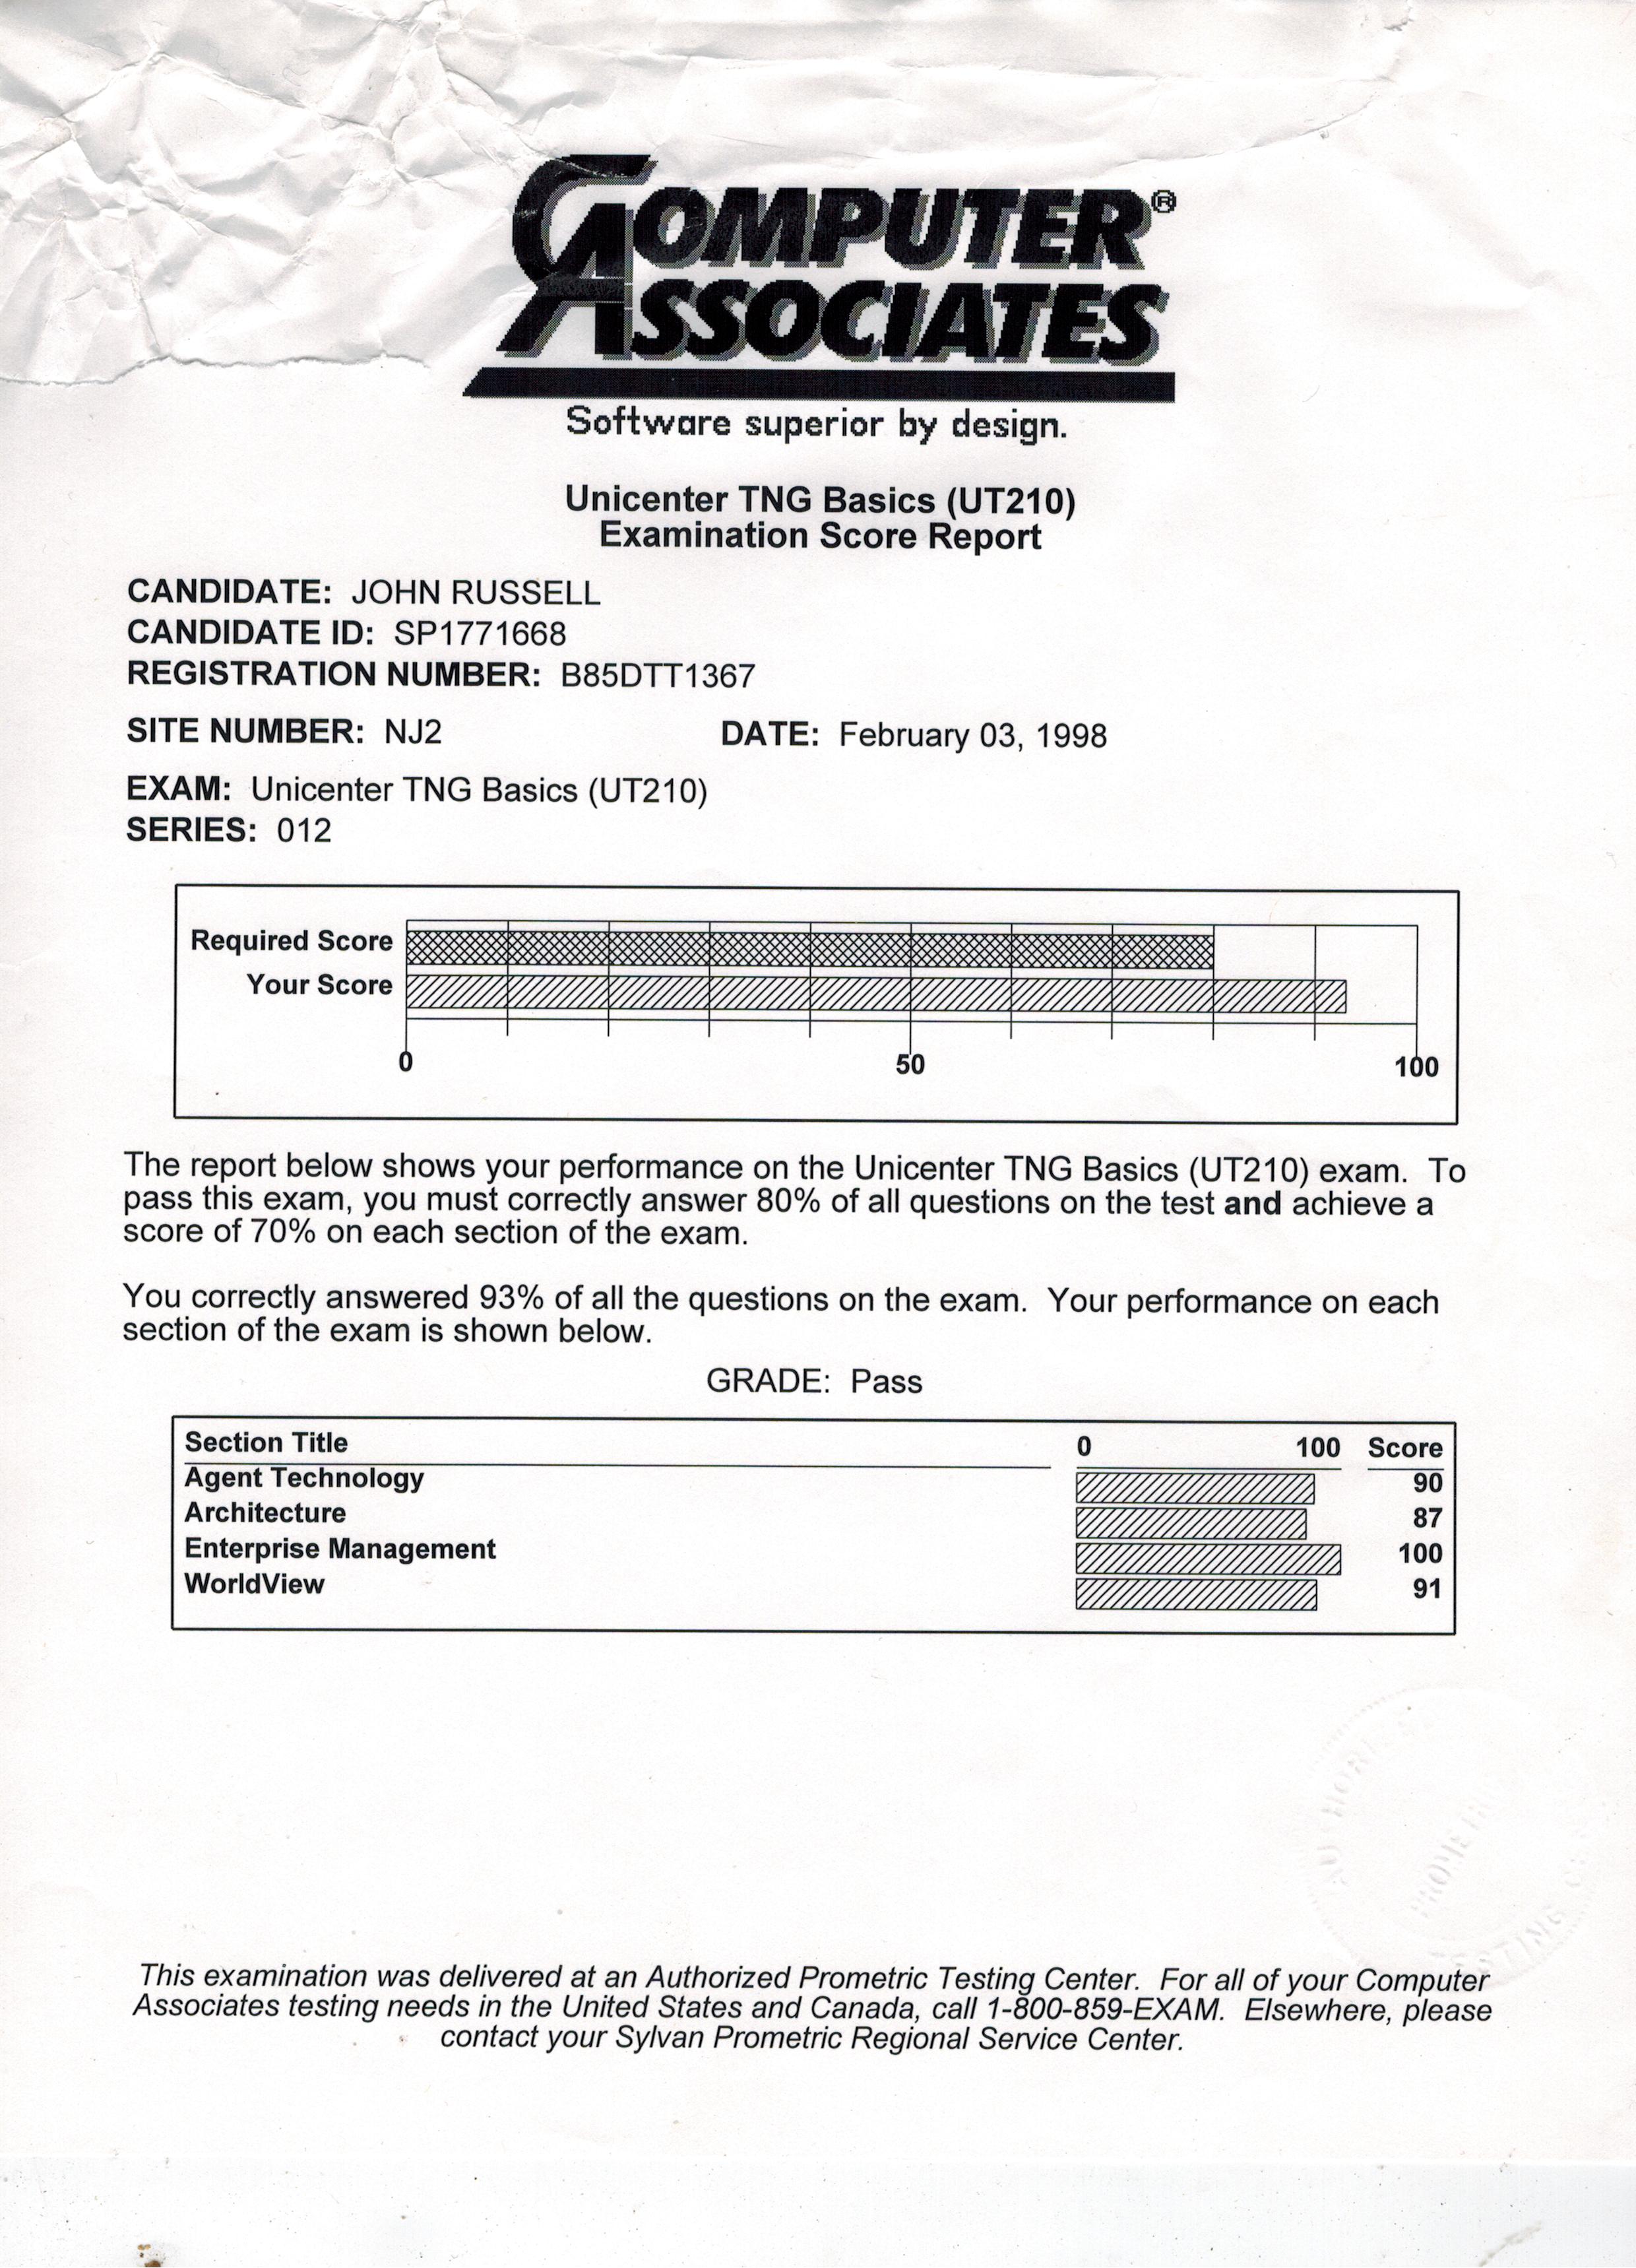 COMPUTER®
ASSOCIATES
Software superior by design.
Unicenter TNG Basics (UT210)
Examination Score Report
CANDIDATE: JOHN RUSSELL
CANDIDATE ID: SP1771668
REGISTRATION NUMBER: B85DTT1367
SITE NUMBER: NJ2 DATE: February 03, 1998
EXAM: Unicenter TNG Basics (UT210)
SERIES: 012
Required Score
Your Score
0 50 100
The report below shows your performance on the Unicenter TNG Basics (UT210) exam. To
pass this exam, you must correctly answer 80% of all questions on the test and achieve a
score of 70% on each section of the exam.
You correctly answered 93% of all the questions on the exam. Your performance on each
section of the exam is shown below.
GRADE: Pass
Section Title 0 100 Score
Agent Technology 90
Architecture 87
Enterprise Management 100
WorldView 91
This examination was delivered at an Authorized Prometric Testing Center. For all of your Computer
Associates testing needs in the United States and Canada, call 1-800-859-EXAM. Elsewhere, please
contact your Sylvan Prometric Regional Service Center.